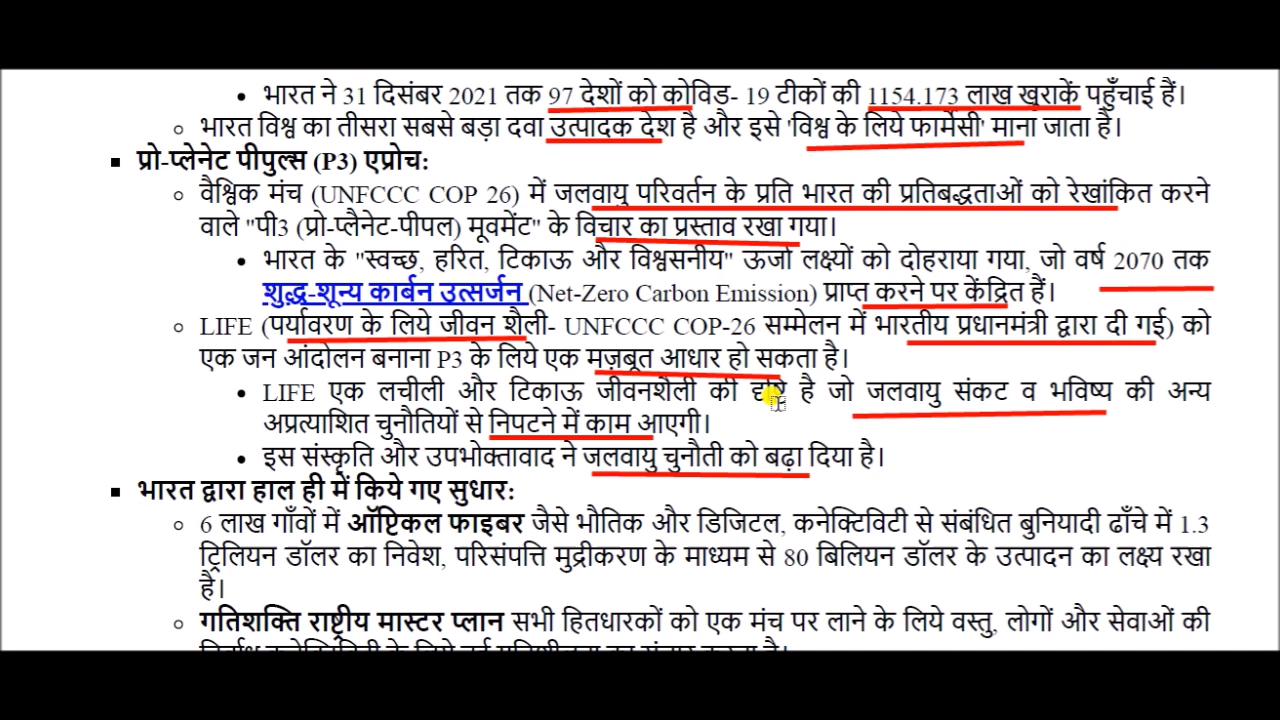 • भारत ने 31 दिसंबर 2021 तक 97 देशों को कोविड- 19 टीकों की 1154.173 लाख खुराकें पहुँचाई हैं।
○ भारत विश्व का तीसरा सबसे बड़ा दवा उत्पादक देश है और इसे 'विश्व के लिये फार्मेसी' माना जाता है।
▪ प्रो-प्लेनेट पीपुल्स (P3) एप्रोच:
○ वैश्विक मंच (UNFCCC COP 26) में जलवायु परिवर्तन के प्रति भारत की प्रतिबद्धताओं को रेखांकित करने
वाले "पी3 (प्रो-प्लैनेट-पीपल) मूवमेंट" के विचार का प्रस्ताव रखा गया।
• भारत के "स्वच्छ, हरित, टिकाऊ और विश्वसनीय" ऊर्जा लक्ष्यों को दोहराया गया, जो वर्ष 2070 तक
शुद्ध-शून्य कार्बन उत्सर्जन (Net-Zero Carbon Emission) प्राप्त करने पर केंद्रित हैं।
○ LIFE (पर्यावरण के लिये जीवन शैली- UNFCCC COP-26 सम्मेलन में भारतीय प्रधानमंत्री द्वारा दी गई) को
एक जन आंदोलन बनाना P3 के लिये एक मज़बूत आधार हो सकता है।
• LIFE एक लचीली और टिकाऊ जीवनशैली की है जो जलवायु संकट व भविष्य की अन्य
अप्रत्याशित चुनौतियों से निपटने में काम आएगी।
• इस संस्कृति और उपभोक्तावाद ने जलवायु चुनौती को बढ़ा दिया है।
▪ भारत द्वारा हाल ही में किये गए सुधार:
○ 6 लाख गाँवों में ऑप्टिकल फाइबर जैसे भौतिक और डिजिटल, कनेक्टिविटी से संबंधित बुनियादी ढाँचे में 1.3
ट्रिलियन डॉलर का निवेश, परिसंपत्ति मुद्रीकरण के माध्यम से 80 बिलियन डॉलर के उत्पादन का लक्ष्य रखा
है।
○ गतिशक्ति राष्ट्रीय मास्टर प्लान सभी हितधारकों को एक मंच पर लाने के लिये वस्तु, लोगों और सेवाओं की